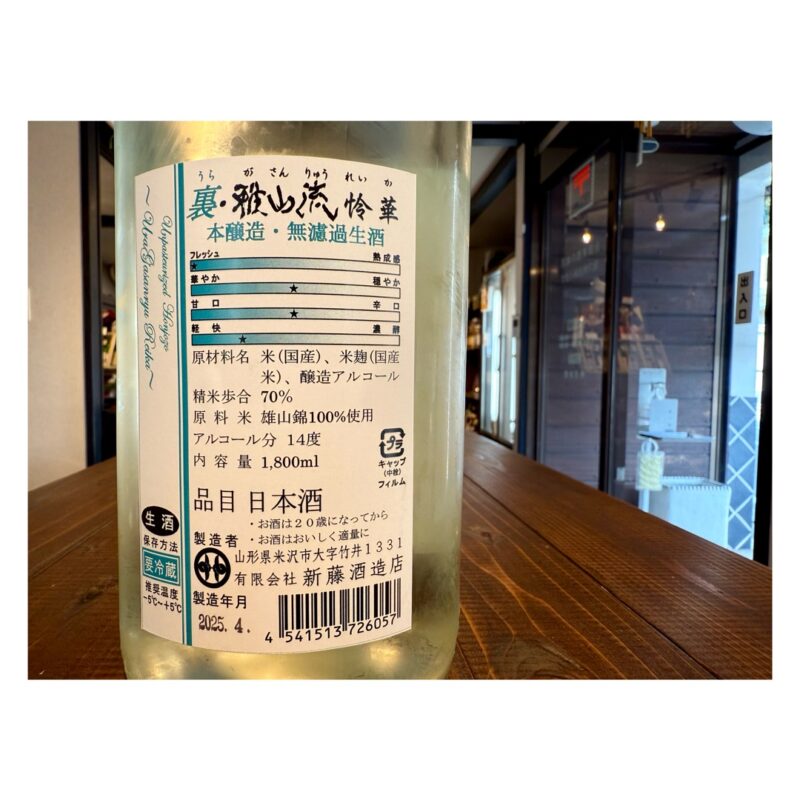 うら が さん りゅう れい か
裏・雅山流 怜華
本醸造・無濾過生酒
フレッシュ 熟成感
★
華やか 穏やか
★
甘口 辛口
★
軽快 濃醇
★
原材料名 米(国産)、米麹(国産
米)、醸造アルコール
精米歩合 70%
原料米 雄山錦100%使用
アルコール分 14度
内容量 1,800ml
プラ
キャップ
(中栓)
フィルム
品目 日本酒
・お酒は20歳になってから
・お酒はおいしく適量に
製造者
山形県米沢市大字竹井1331
有限会社 新藤酒造店
製造年月
2025. 4.
4 541513 726057
Unpasteurized Honjozo
~ UraGasanryu Reika ~
生酒
保存方法
要冷蔵
推奨温度
-5℃~+5℃
出入口